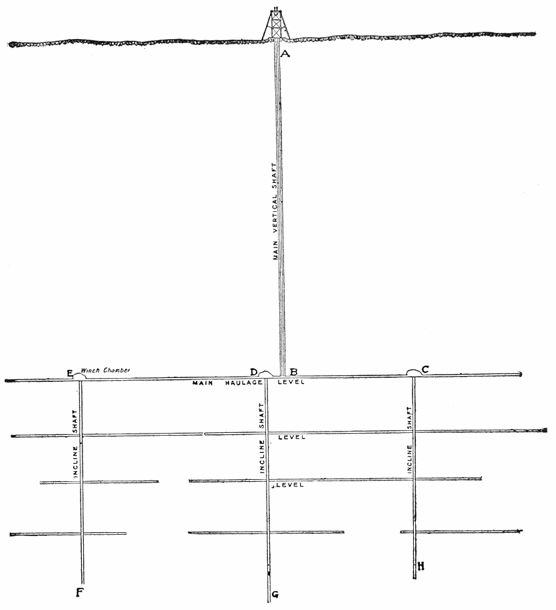 A
MAIN VERTICAL SHAFT
E Winch Chamber D B C
MAIN HAULAGE LEVEL
INCLINE SHAFT
INCLINE SHAFT
INCLINE SHAFT
LEVEL
LEVEL
F G H